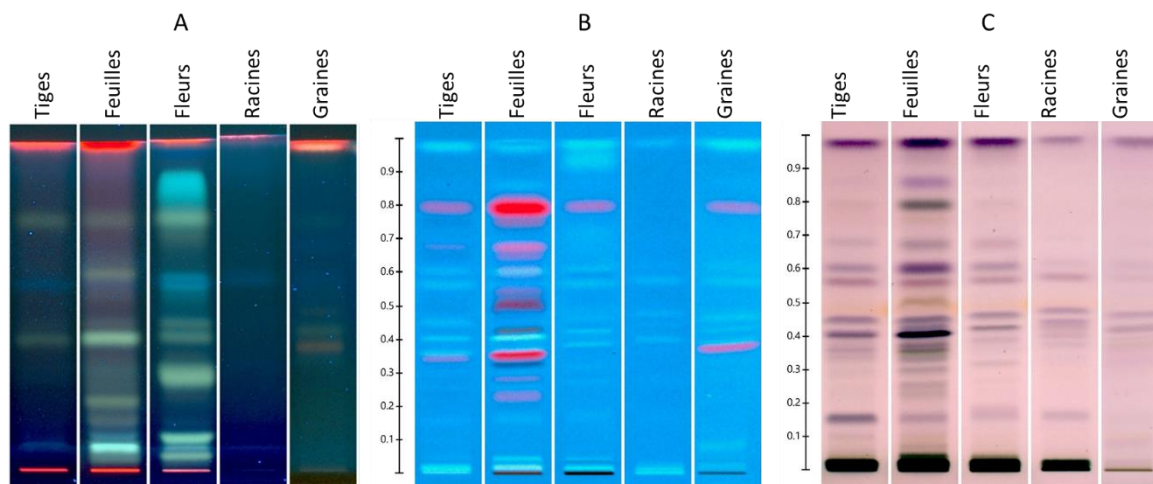 A
B
C
Tiges
Feuilles
Fleurs
Racines
Graines
Tiges
Feuilles
Fleurs
Racines
Graines
Tiges
Feuilles
Fleurs
Racines
Graines
0.9
0.8
0.7
0.6
0.5
0.4
0.3
0.2
0.1
0.9
0.8
0.7
0.6
0.5
0.4
0.3
0.2
0.1